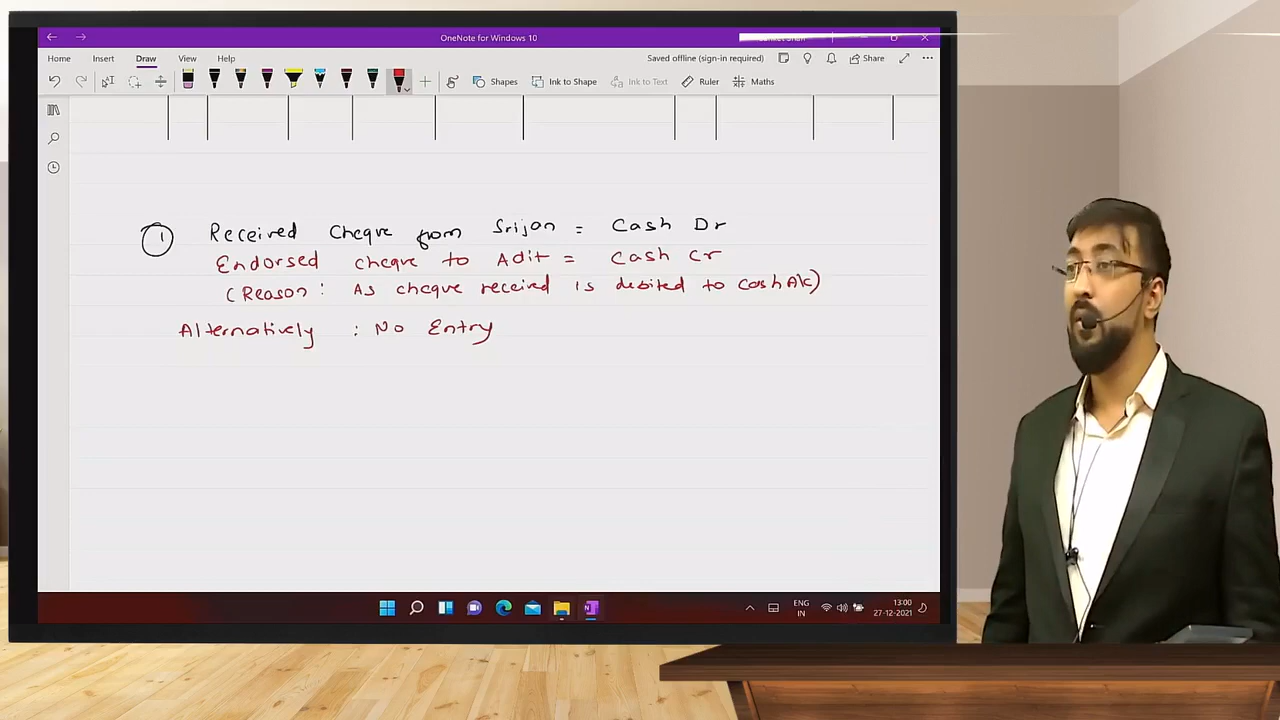 OneNote for Windows 10
Home Insert Draw View Help
Saved offline (sign-in required) Share
Shapes Ink to Shape Ink to Text Ruler Maths
1 Received Cheque from Srijan = Cash Dr
Endorsed cheque to Adit = Cash Cr
(Reason: As cheque received is debited to cash A/c)
Alternatively : No Entry
ENG
IN
13:00
27-12-2021